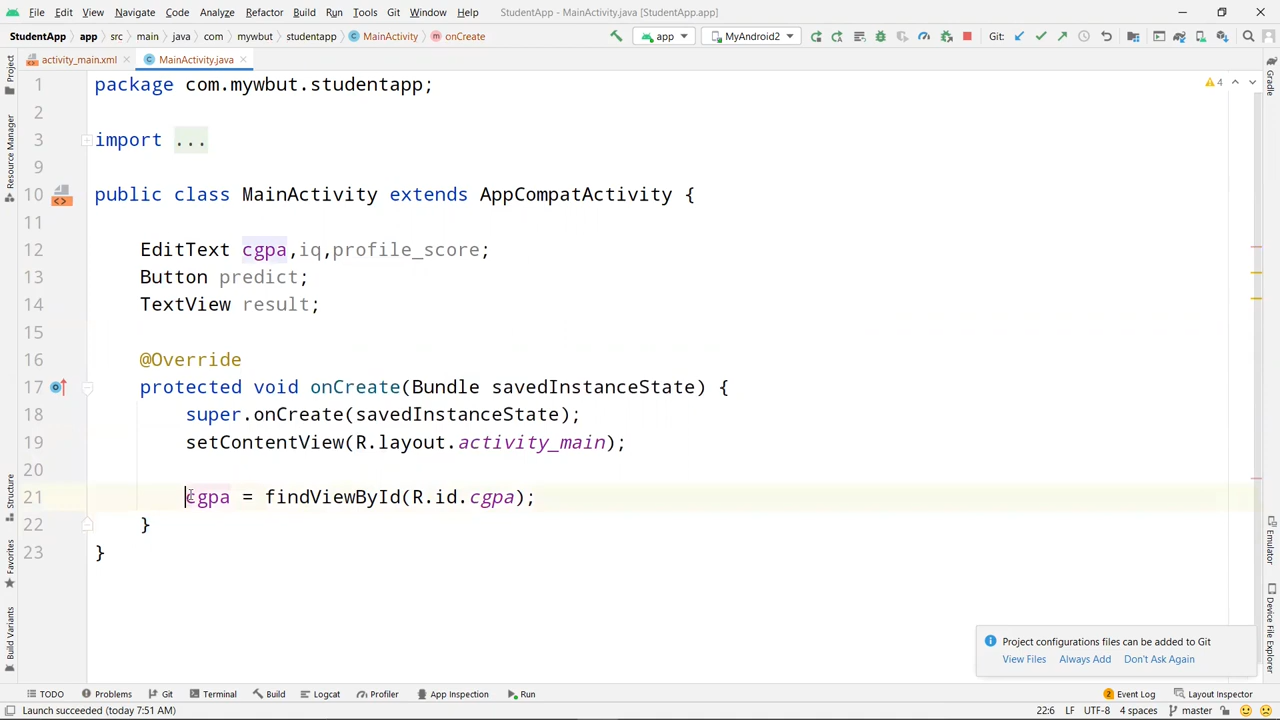 File Edit View Navigate Code Analyze Refactor Build Run Tools Git Window Help StudentApp - MainActivity.java [StudentApp.app]
StudentApp app src main java com mywbut studentapp MainActivity onCreate app MyAndroid2 Git:
activity_main.xml MainActivity.java
1 package com.mywbut.studentapp;
2
3 import ...
9
10 public class MainActivity extends AppCompatActivity {
11
12 EditText cgpa,iq,profile_score;
13 Button predict;
14 TextView result;
15
16 @Override
17 protected void onCreate(Bundle savedInstanceState) {
18 super.onCreate(savedInstanceState);
19 setContentView(R.layout.activity_main);
20
21 cgpa = findViewById(R.id.cgpa);
22 }
23 }
4
Project
Resource Manager
Structure
Favorites
Build Variants
Gradle
Emulator
Device File Explorer
Project configurations files can be added to Git
View Files Always Add Don't Ask Again
TODO Problems Git Terminal Build Logcat Profiler App Inspection Run 2 Event Log Layout Inspector
Launch succeeded (today 7:51 AM) 22:6 LF UTF-8 4 spaces master